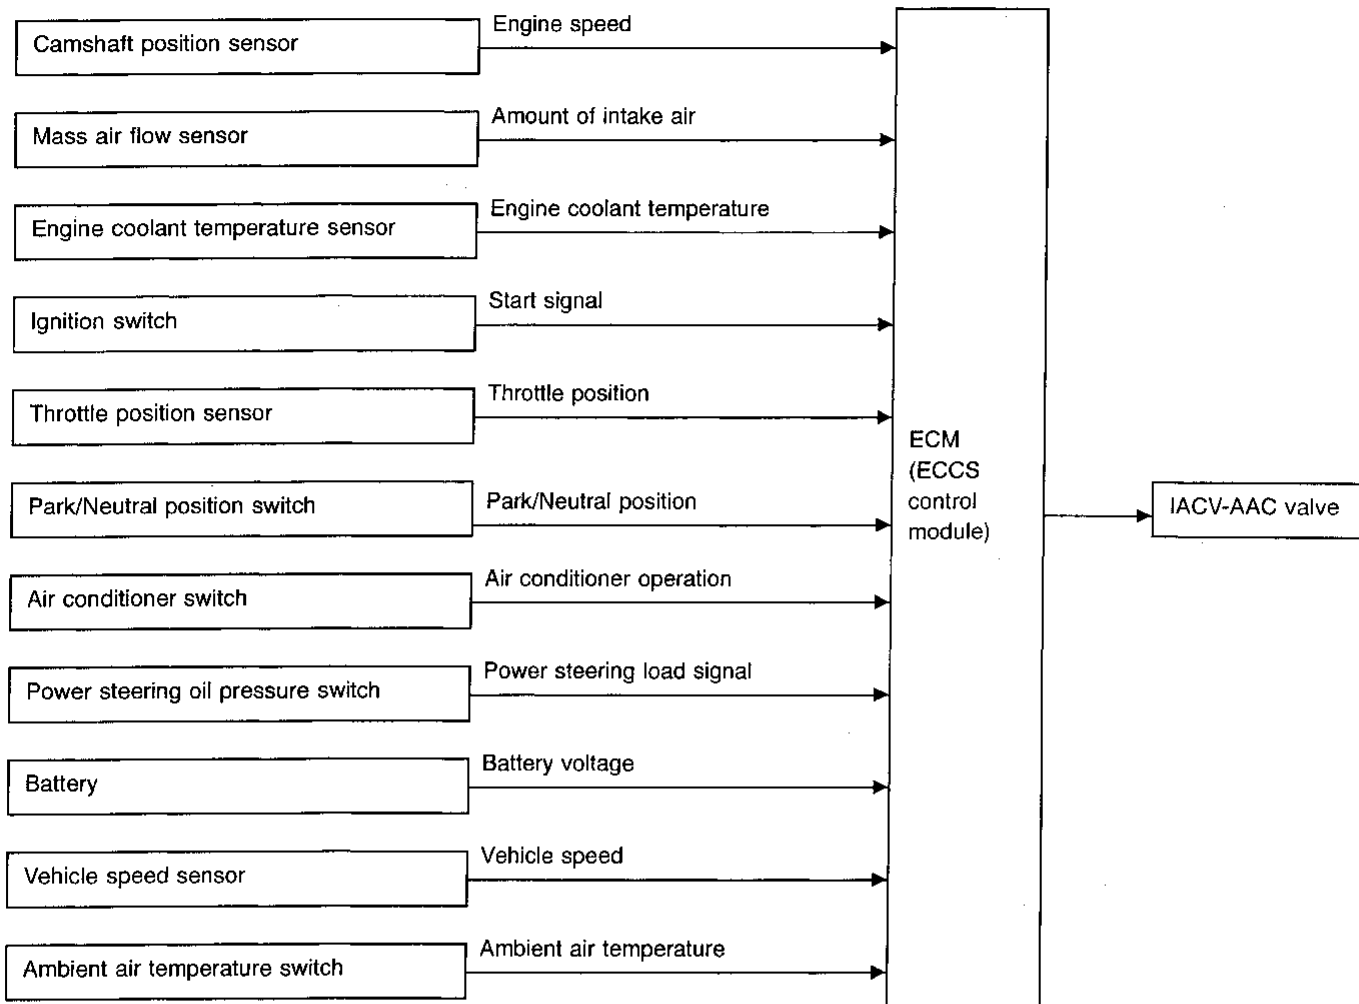 Camshaft position sensor
Engine speed
Mass air flow sensor
Amount of intake air
Engine coolant temperature sensor
Engine coolant temperature
Ignition switch
Start signal
Throttle position sensor
Throttle position
Park/Neutral position switch
Park/Neutral position
Air conditioner switch
Air conditioner operation
Power steering oil pressure switch
Power steering load signal
Battery
Battery voltage
Vehicle speed sensor
Vehicle speed
Ambient air temperature switch
Ambient air temperature
ECM
(ECCS
control
module)
IACV-AAC valve